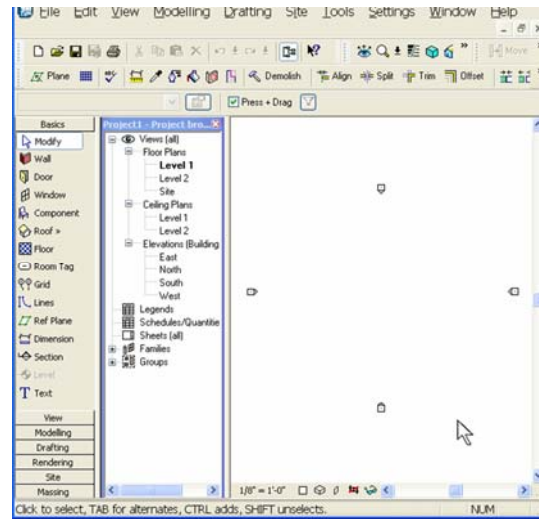 File Edit View Modelling Drafting Site Tools Settings Window Help
Move
Plane Demolish Align Split Trim Offset
Press + Drag
Basics
Modify
Wall
Door
Window
Component
Roof »
Floor
Room Tag
Grid
Lines
Ref Plane
Dimension
Section
Level
Text
View
Modelling
Drafting
Rendering
Site
Massing
Project1 - Project bro...
Views (all)
Floor Plans
Level 1
Level 2
Site
Ceiling Plans
Level 1
Level 2
Elevations (Building
East
North
South
West
Legends
Schedules/Quantitie
Sheets (all)
Families
Groups
1/8" = 1'-0"
Click to select, TAB for alternates, CTRL adds, SHIFT unselects. NUM